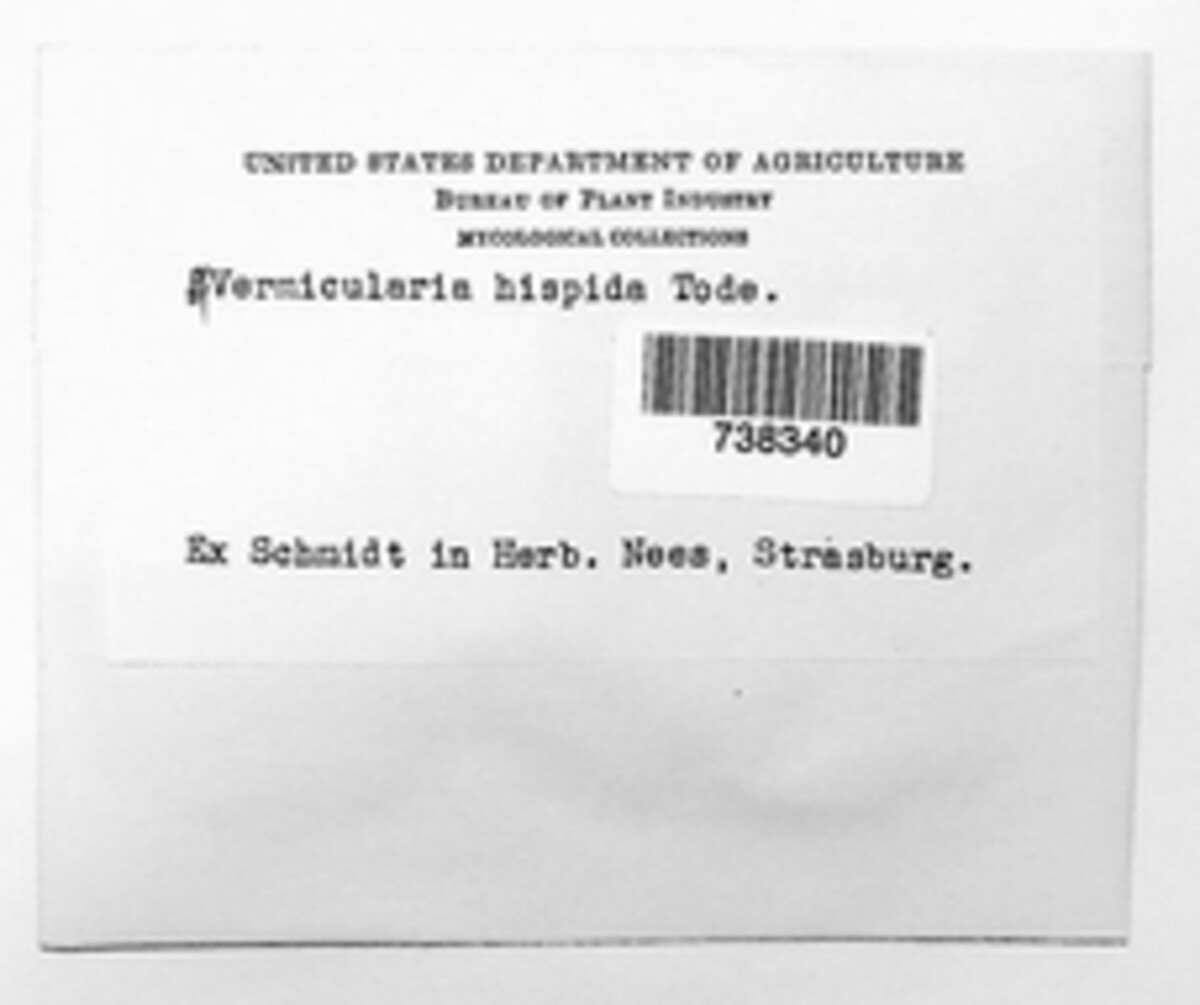 UNITED STATES DEPARTMENT OF AGRICULTURE
BUREAU OF PLANT INDUSTRY
MYCOLOGICAL COLLECTIONS
Vermicularia hispida Tode.
738340
Ex Schmidt in Herb. Nees, Strasburg.